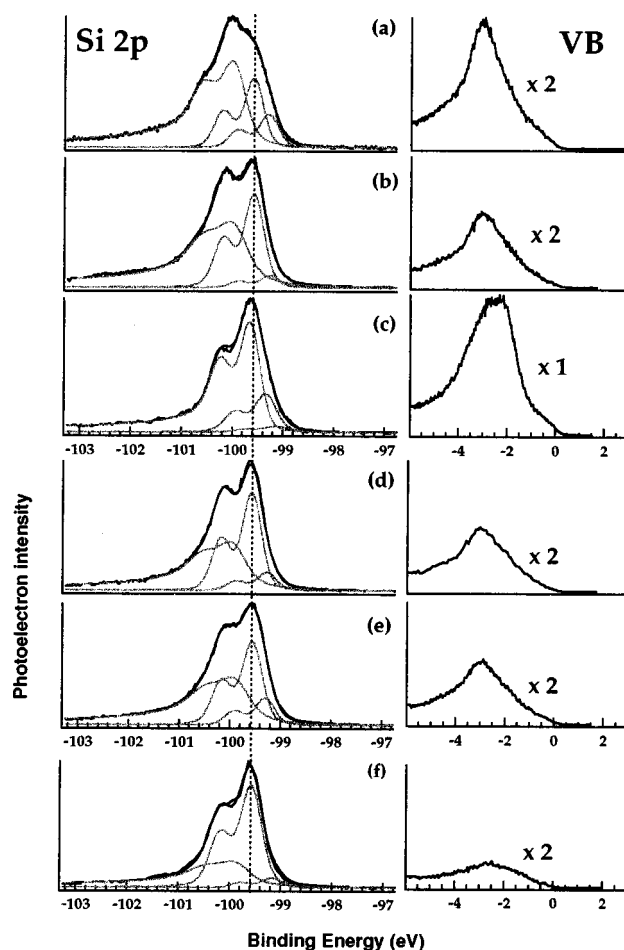 Si 2p
(a)
VB
x 2
(b)
x 2
(c)
x 1
-103 -102 -101 -100 -99 -98 -97
-4 -2 0 2
(d)
x 2
(e)
x 2
-103 -102 -101 -100 -99 -98 -97
-4 -2 0 2
(f)
x 2
-103 -102 -101 -100 -99 -98 -97
-4 -2 0 2
Photoelectron intensity
Binding Energy (eV)